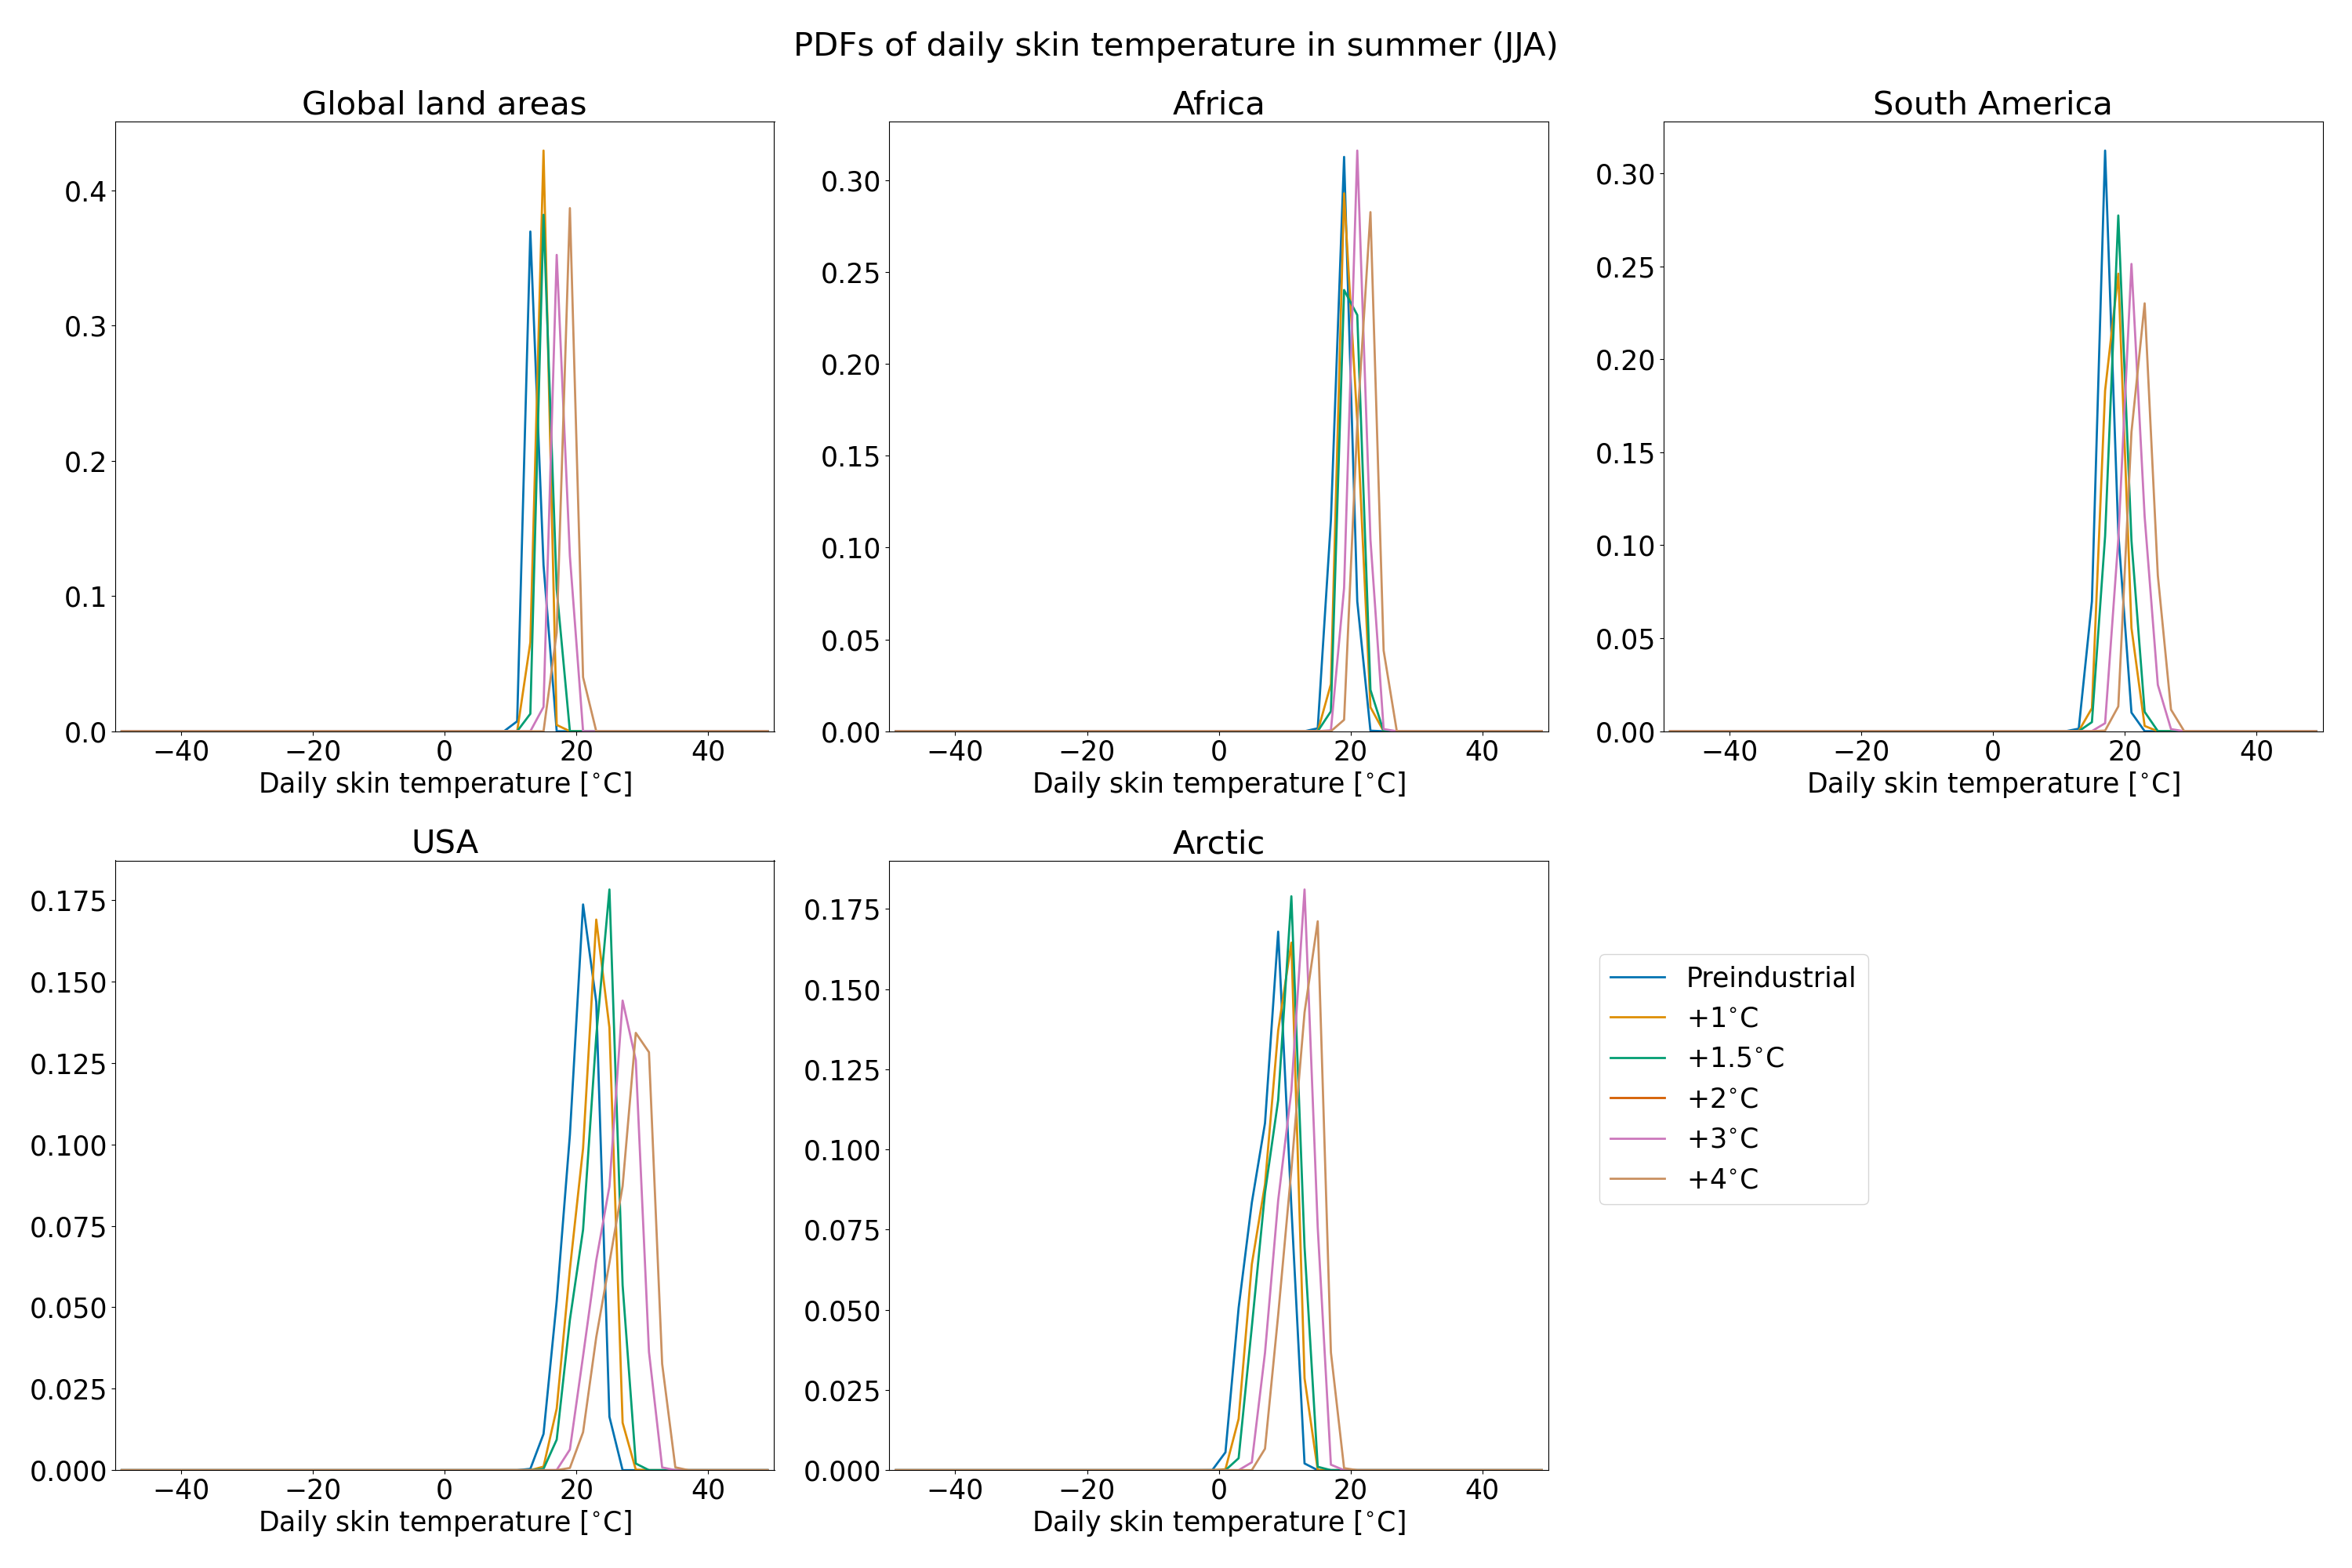 PDFs of daily skin temperature in summer (JJA)
Global land areas
0.4
0.3
0.2
0.1
0.0
−40 −20 0 20 40
Daily skin temperature [°C]
Africa
0.30
0.25
0.20
0.15
0.10
0.05
0.00
−40 −20 0 20 40
Daily skin temperature [°C]
South America
0.30
0.25
0.20
0.15
0.10
0.05
0.00
−40 −20 0 20 40
Daily skin temperature [°C]
USA
0.175
0.150
0.125
0.100
0.075
0.050
0.025
0.000
−40 −20 0 20 40
Daily skin temperature [°C]
Arctic
0.175
0.150
0.125
0.100
0.075
0.050
0.025
0.000
−40 −20 0 20 40
Daily skin temperature [°C]
Preindustrial
+1°C
+1.5°C
+2°C
+3°C
+4°C